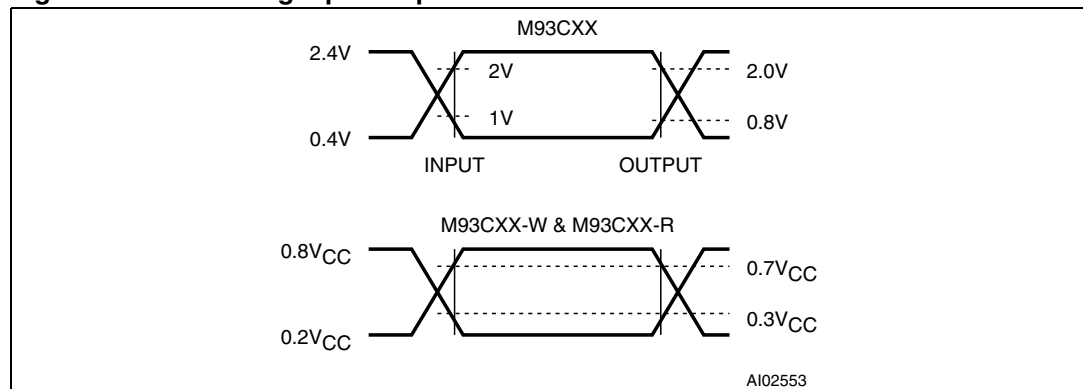 M93CXX
2.4V
2V
2.0V
1V
0.8V
0.4V
INPUT OUTPUT
M93CXX-W & M93CXX-R
0.8VCC
0.7VCC
0.3VCC
0.2VCC
AI02553